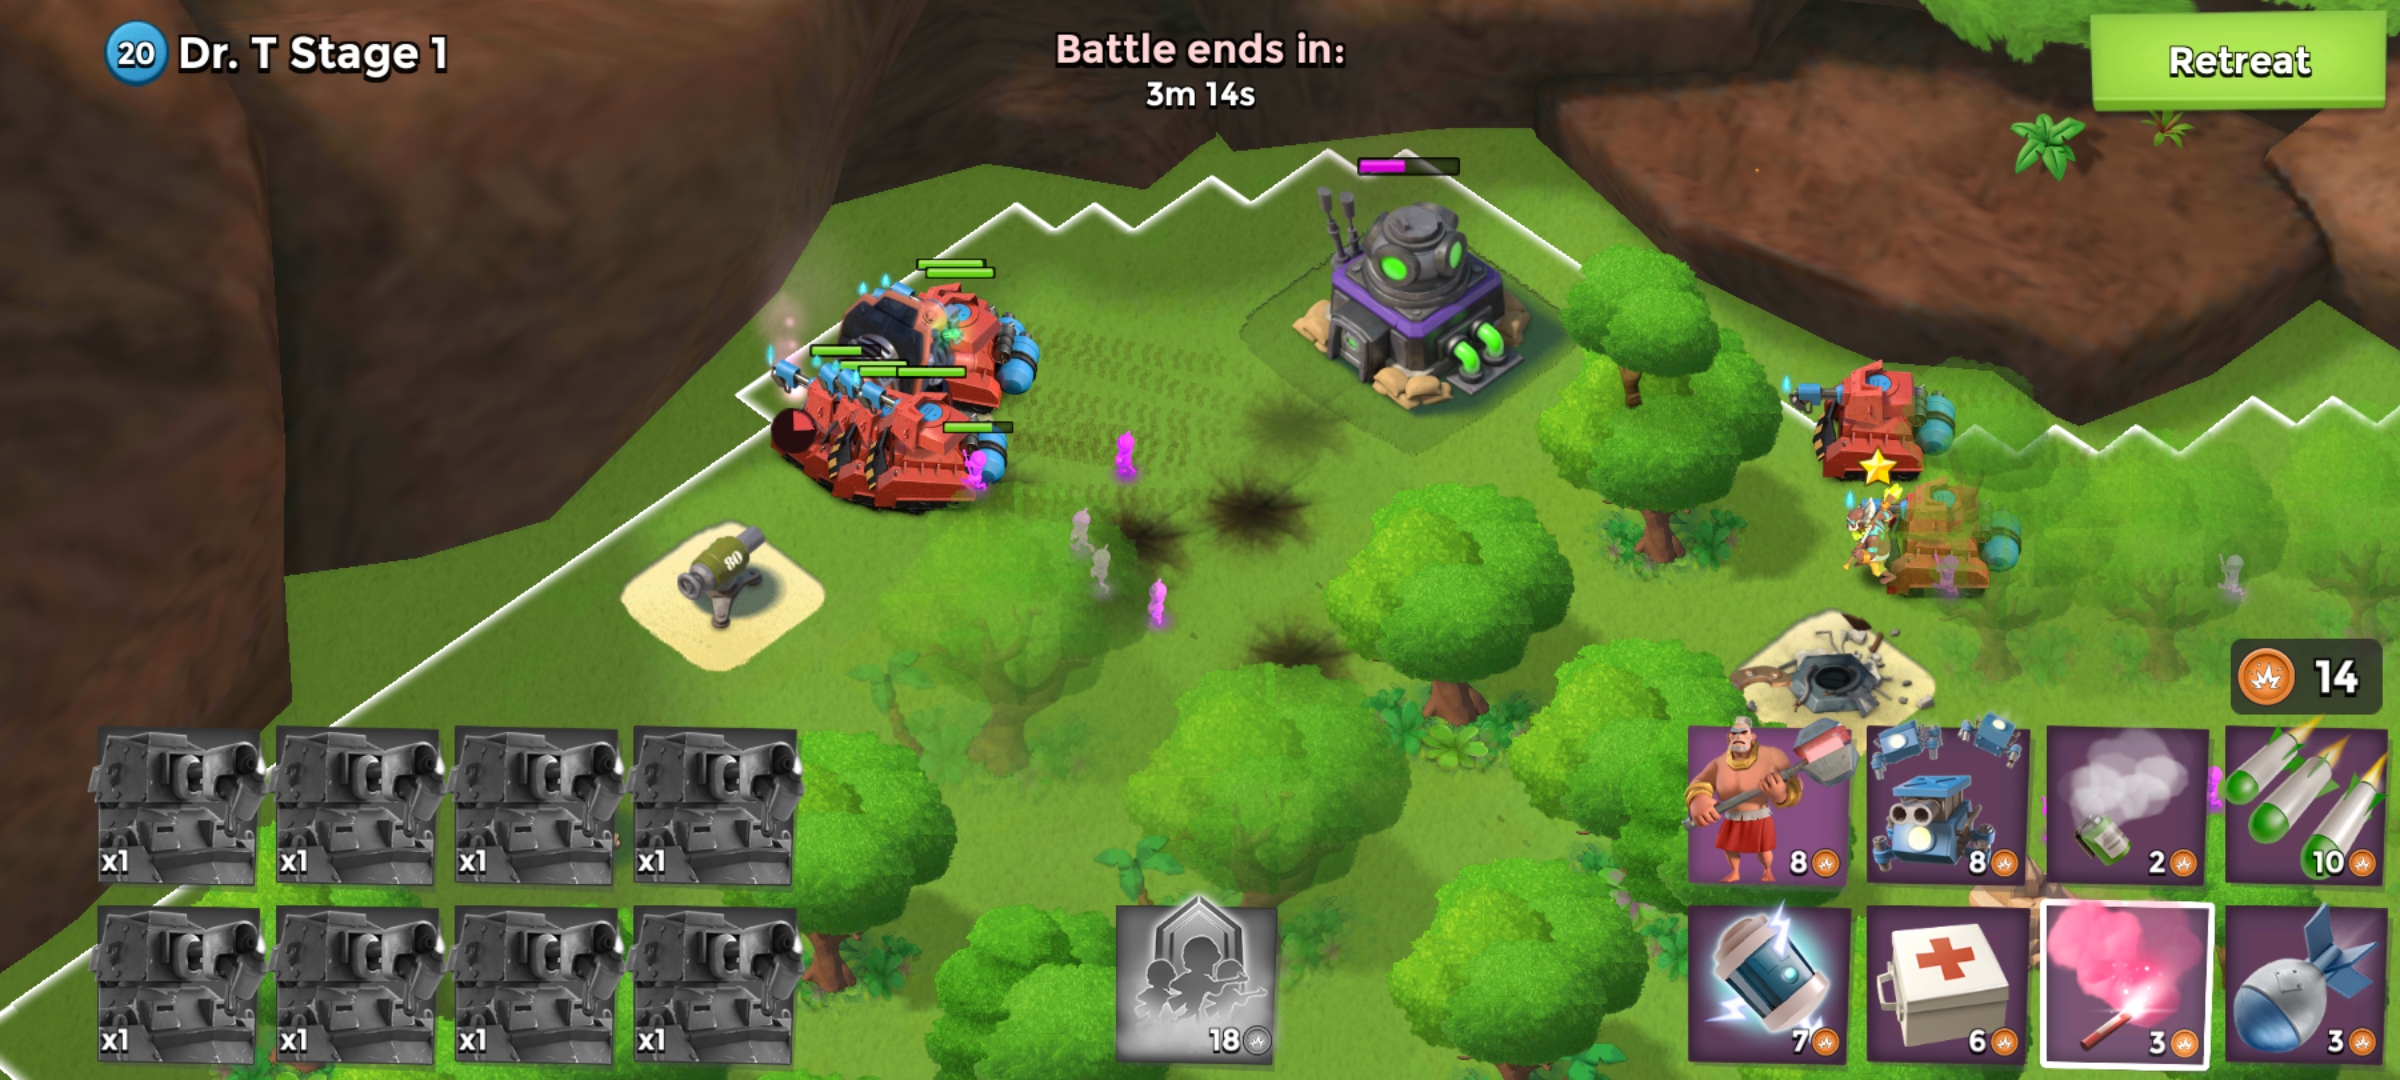 20 Dr. T Stage 1
Battle ends in:
3m 14s
Retreat
80
14
x1 x1 x1 x1
8 8 2 10
x1 x1 x1 x1
18
7 6 3 3